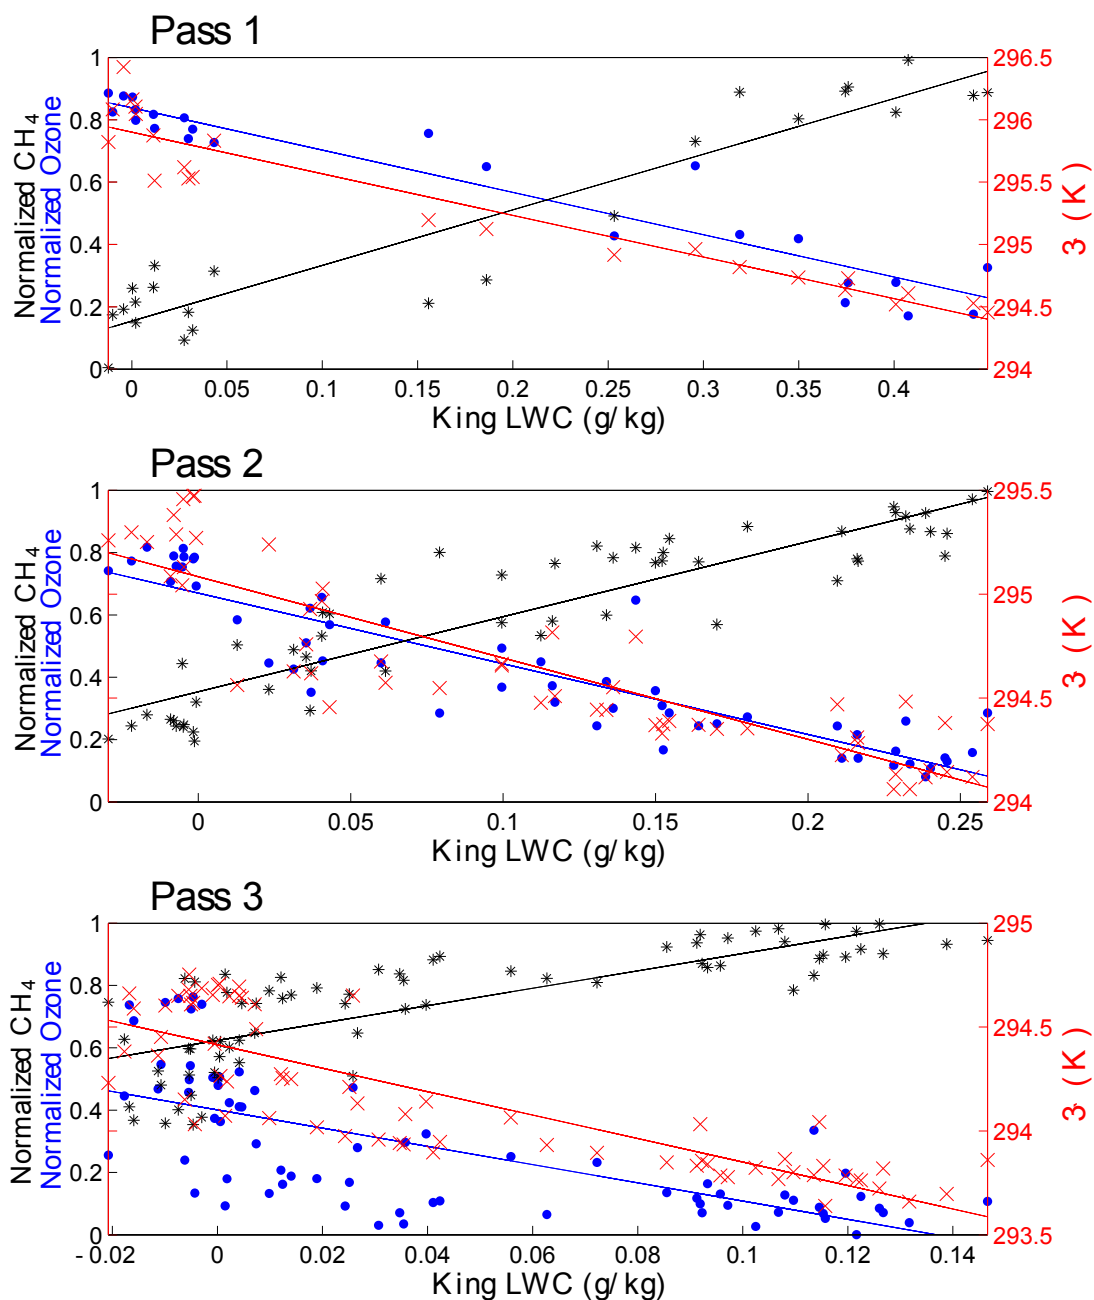 Pass 1
1
0.8
0.6
0.4
0.2
0
Normalized CH4
Normalized Ozone
296.5
296
295.5
295
294.5
294
ვ (K)
0 0.05 0.1 0.15 0.2 0.25 0.3 0.35 0.4
King LWC (g/kg)
Pass 2
1
0.8
0.6
0.4
0.2
0
Normalized CH4
Normalized Ozone
295.5
295
294.5
294
ვ (K)
0 0.05 0.1 0.15 0.2 0.25
King LWC (g/kg)
Pass 3
1
0.8
0.6
0.4
0.2
0
Normalized CH4
Normalized Ozone
295
294.5
294
293.5
ვ (K)
-0.02 0 0.02 0.04 0.06 0.08 0.1 0.12 0.14
King LWC (g/kg)